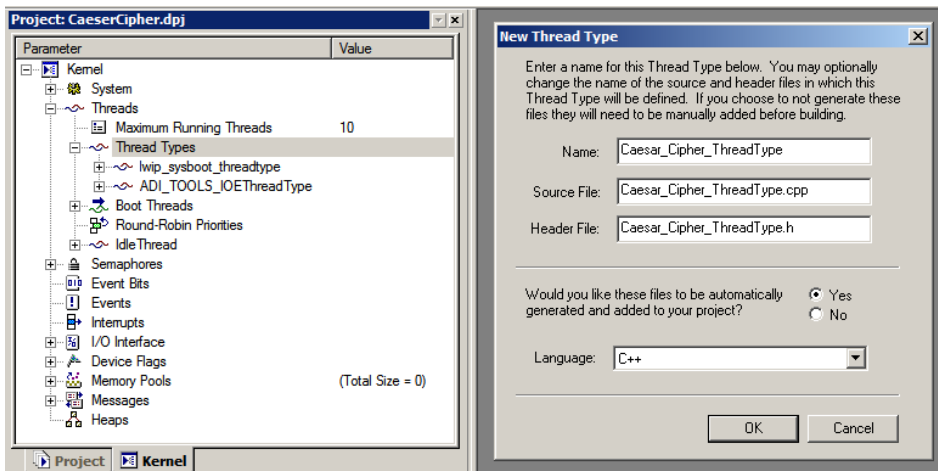 Project: CaeserCipher.dpj
Parameter Value
Kernel
System
Threads
Maximum Running Threads 10
Thread Types
lwip_sysboot_threadtype
ADI_TOOLS_IOEThreadType
Boot Threads
Round-Robin Priorities
IdleThread
Semaphores
Event Bits
Events
Interrupts
I/O Interface
Device Flags
Memory Pools (Total Size = 0)
Messages
Heaps
Project Kernel
New Thread Type
Enter a name for this Thread Type below. You may optionally
change the name of the source and header files in which this
Thread Type will be defined. If you choose to not generate these
files they will need to be manually added before building.
Name: Caesar_Cipher_ThreadType
Source File: Caesar_Cipher_ThreadType.cpp
Header File: Caesar_Cipher_ThreadType.h
Would you like these files to be automatically Yes
generated and added to your project? No
Language: C++
OK Cancel